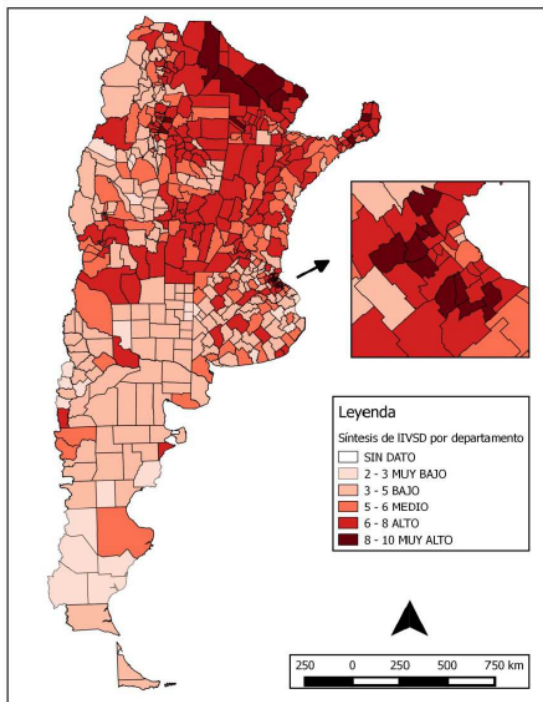 Leyenda
Síntesis de IIVSD por departamento
SIN DATO
2 - 3 MUY BAJO
3 - 5 BAJO
5 - 6 MEDIO
6 - 8 ALTO
8 - 10 MUY ALTO
250 0 250 500 750 km